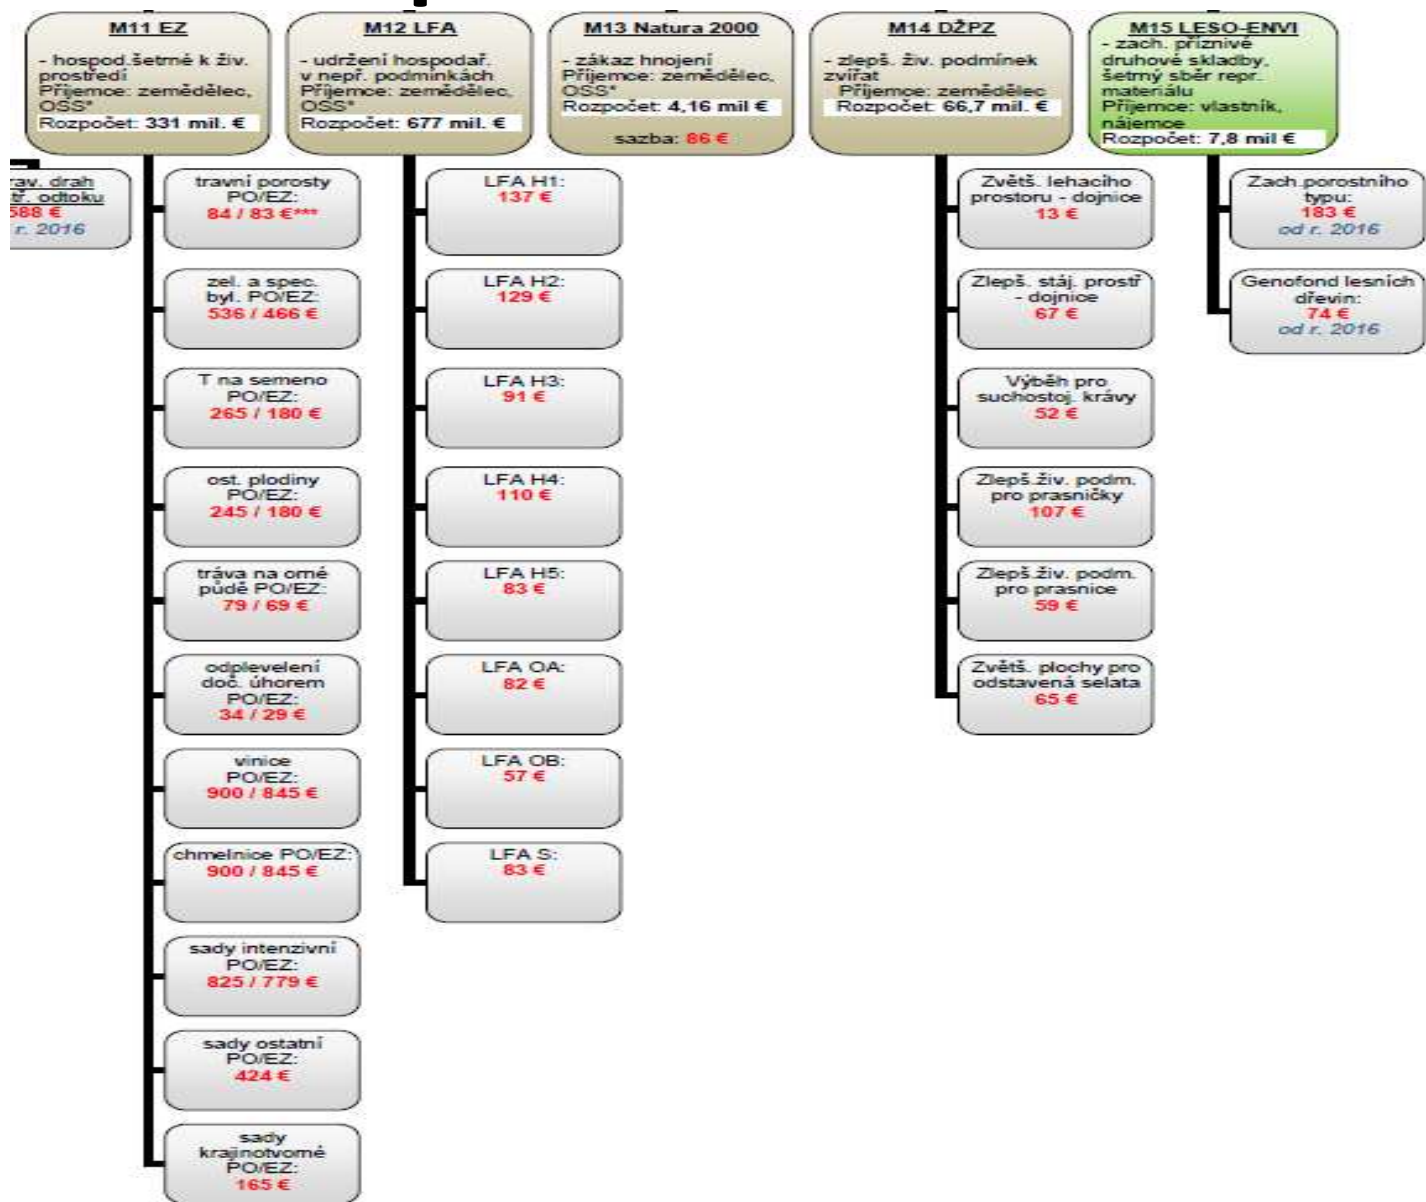 M11 EZ
- hospod.šetrné k živ.
prostředí
Příjemce: zemědělec,
OSS*
Rozpočet: 331 mil. €
M12 LFA
- udržení hospodař.
v nepř. podmínkách
Příjemce: zemědělec,
OSS*
Rozpočet: 677 mil. €
M13 Natura 2000
- zákaz hnojení
Příjemce: zemědělec,
OSS*
Rozpočet: 4,16 mil €
sazba: 86 €
M14 DŽPZ
- zlepš. živ. podmínek
zvířat
Příjemce: zemědělec
Rozpočet: 66,7 mil. €
M15 LESO-ENVI
- zach. příznivé
druhové skladby,
šetrný sběr repr.
materiálu
Příjemce: vlastník,
nájemce
Rozpočet: 7,8 mil €
rav. drah
tř. odtoku
588 €
r. 2016
travní porosty
PO/EZ:
84 / 83 €***
zel. a spec.
byl. PO/EZ:
536 / 466 €
T na semeno
PO/EZ:
265 / 180 €
ost. plodiny
PO/EZ:
245 / 180 €
tráva na orné
půdě PO/EZ:
79 / 69 €
odplevelení
doč. úhorem
PO/EZ:
34 / 29 €
vinice
PO/EZ:
900 / 845 €
chmelnice PO/EZ:
900 / 845 €
sady intenzivní
PO/EZ:
825 / 779 €
sady ostatní
PO/EZ:
424 €
sady
krajinotvorné
PO/EZ:
165 €
LFA H1:
137 €
LFA H2:
129 €
LFA H3:
91 €
LFA H4:
110 €
LFA H5:
83 €
LFA OA:
82 €
LFA OB:
57 €
LFA S:
83 €
Zvětš. lehacího
prostoru - dojnice
13 €
Zlepš. stáj. prostř
- dojnice
67 €
Výběh pro
suchostoj. krávy
52 €
Zlepš.živ. podm.
pro prasničky
107 €
Zlepš.živ. podm.
pro prasnice
59 €
Zvětš. plochy pro
odstavená selata
65 €
Zach.porostního
typu:
183 €
od r. 2016
Genofond lesních
dřevin:
74 €
od r. 2016